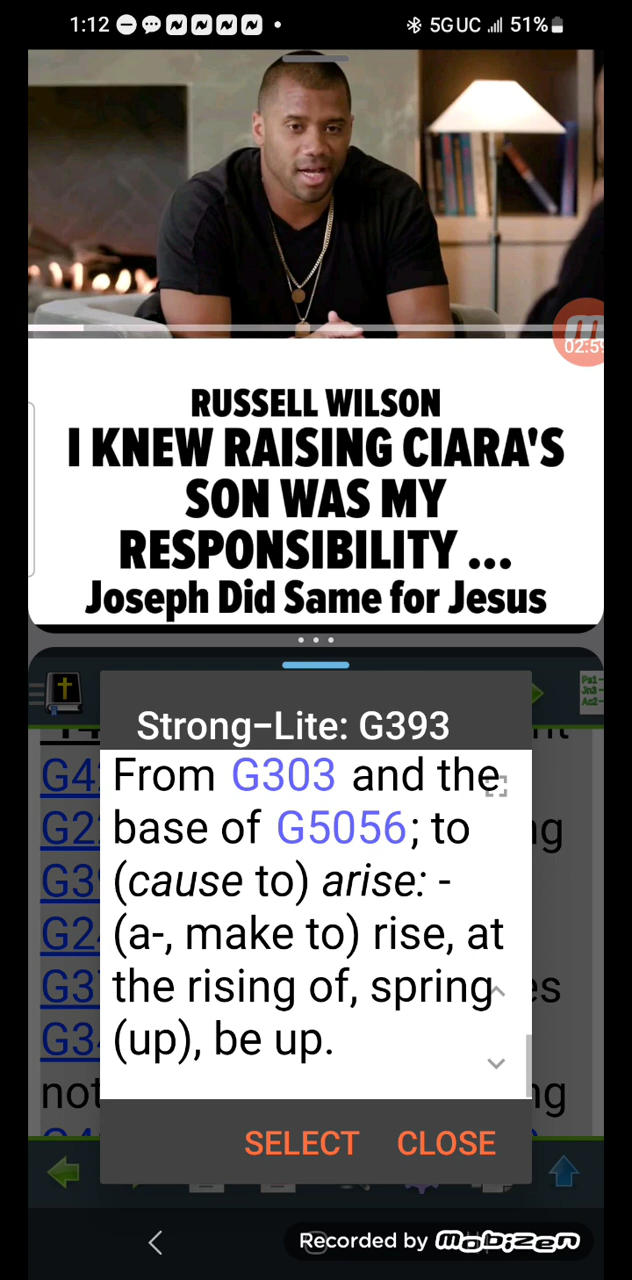 1:12
5GUC 51%
02:59
RUSSELL WILSON
I KNEW RAISING CIARA'S
SON WAS MY
RESPONSIBILITY ...
Joseph Did Same for Jesus
Strong-Lite: G393
From G303 and the
base of G5056; to
(cause to) arise: -
(a-, make to) rise, at
the rising of, spring
(up), be up.
not
SELECT CLOSE
Recorded by mobizen